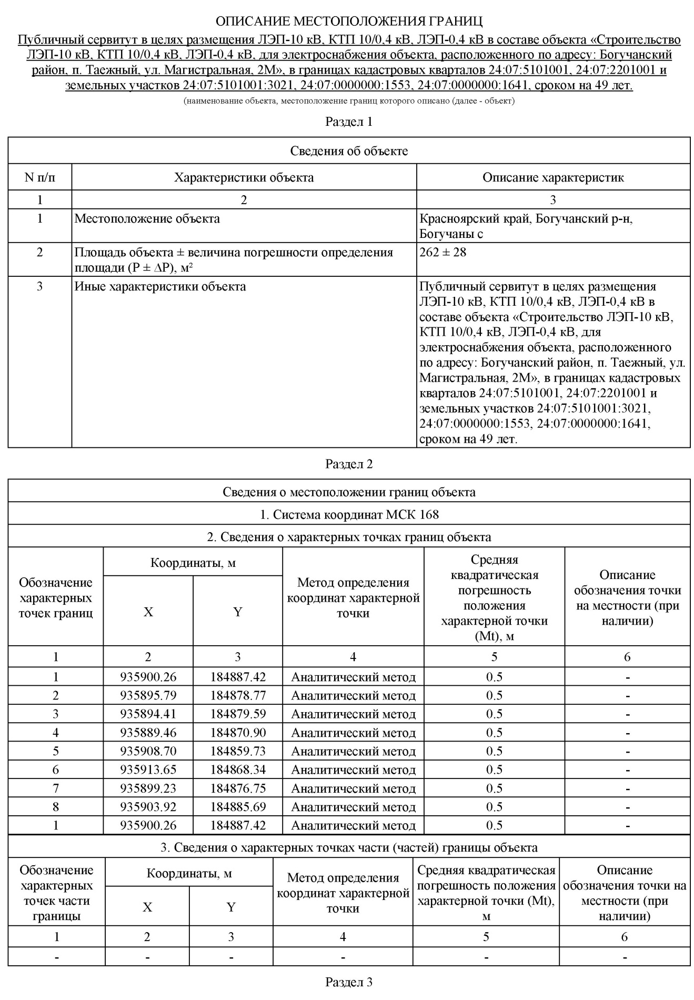 ОПИСАНИЕ МЕСТОПОЛОЖЕНИЯ ГРАНИЦ
Публичный сервитут в целях размещения ЛЭП-10 кВ, КТП 10/0,4 кВ, ЛЭП-0,4 кВ в составе объекта «Строительство
ЛЭП-10 кВ, КТП 10/0,4 кВ, ЛЭП-0,4 кВ, для электроснабжения объекта, расположенного по адресу: Богучанский
район, п. Таежный, ул. Магистральная, 2М», в границах кадастровых кварталов 24:07:5101001, 24:07:2201001 и
земельных участков 24:07:5101001:3021, 24:07:0000000:1553, 24:07:0000000:1641, сроком на 49 лет.
(наименование объекта, местоположение границ которого описано (далее - объект)
Раздел 1
Сведения об объекте
N п/п Характеристики объекта Описание характеристик
1 2 3
1 Местоположение объекта Красноярский край, Богучанский р-н,
Богучаны с
2 Площадь объекта ± величина погрешности определения 262 ± 28
площади (P ± ΔP), м²
3 Иные характеристики объекта Публичный сервитут в целях размещения
ЛЭП-10 кВ, КТП 10/0,4 кВ, ЛЭП-0,4 кВ в
составе объекта «Строительство ЛЭП-10 кВ,
КТП 10/0,4 кВ, ЛЭП-0,4 кВ, для
электроснабжения объекта, расположенного
по адресу: Богучанский район, п. Таежный, ул.
Магистральная, 2М», в границах кадастровых
кварталов 24:07:5101001, 24:07:2201001 и
земельных участков 24:07:5101001:3021,
24:07:0000000:1553, 24:07:0000000:1641,
сроком на 49 лет.
Раздел 2
Сведения о местоположении границ объекта
1. Система координат МСК 168
2. Сведения о характерных точках границ объекта
Обозначение
характерных
точек границ
Координаты, м
X Y
Метод определения
координат характерной
точки
Средняя
квадратическая
погрешность
положения
характерной точки
(Mt), м
Описание
обозначения точки
на местности (при
наличии)
1 2 3 4 5 6
1 935900.26 184887.42 Аналитический метод 0.5 -
2 935895.79 184878.77 Аналитический метод 0.5 -
3 935894.41 184879.59 Аналитический метод 0.5 -
4 935889.46 184870.90 Аналитический метод 0.5 -
5 935908.70 184859.73 Аналитический метод 0.5 -
6 935913.65 184868.34 Аналитический метод 0.5 -
7 935899.23 184876.75 Аналитический метод 0.5 -
8 935903.92 184885.69 Аналитический метод 0.5 -
1 935900.26 184887.42 Аналитический метод 0.5 -
3. Сведения о характерных точках части (частей) границы объекта
Обозначение
характерных
точек части
границы
Координаты, м
X Y
Метод определения
координат характерной
точки
Средняя квадратическая
погрешность положения
характерной точки (Mt),
м
Описание
обозначения точки на
местности (при
наличии)
1 2 3 4 5 6
- - - - - -
Раздел 3